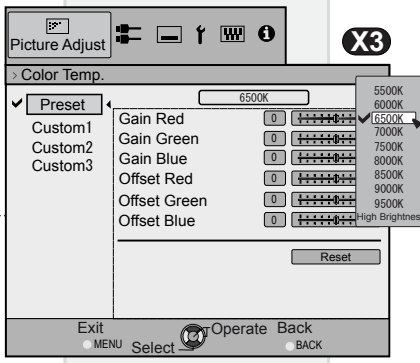 Picture Adjust
X3
> Color Temp.
Preset
Custom1
Custom2
Custom3
6500K
Gain Red 0
Gain Green 0
Gain Blue 0
Offset Red 0
Offset Green 0
Offset Blue 0
Reset
5500K
6000K
6500K
7000K
7500K
8000K
8500K
9000K
9500K
High Brightnes
Exit
MENU
Select
Operate
Back
BACK